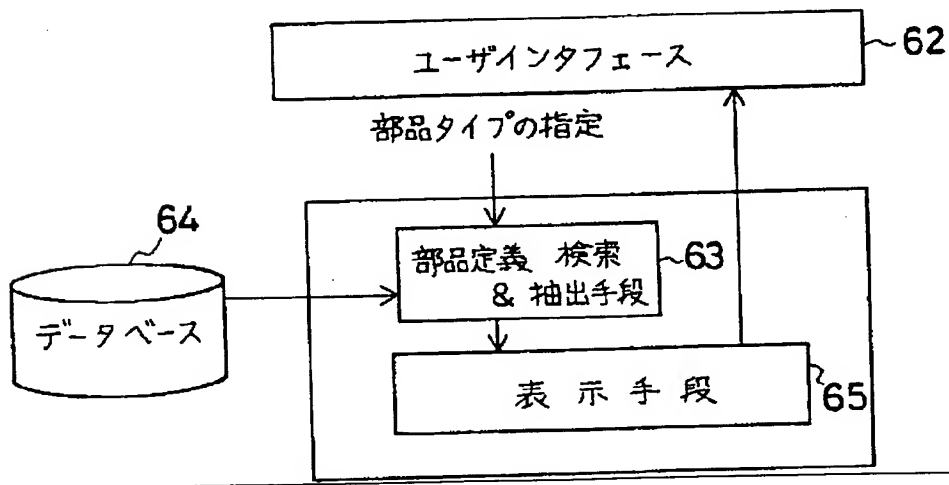 ユーザインタフェース
62
部品タイプの指定
64
部品定義 検索
& 抽出手段
63
データベース
表示手段
65